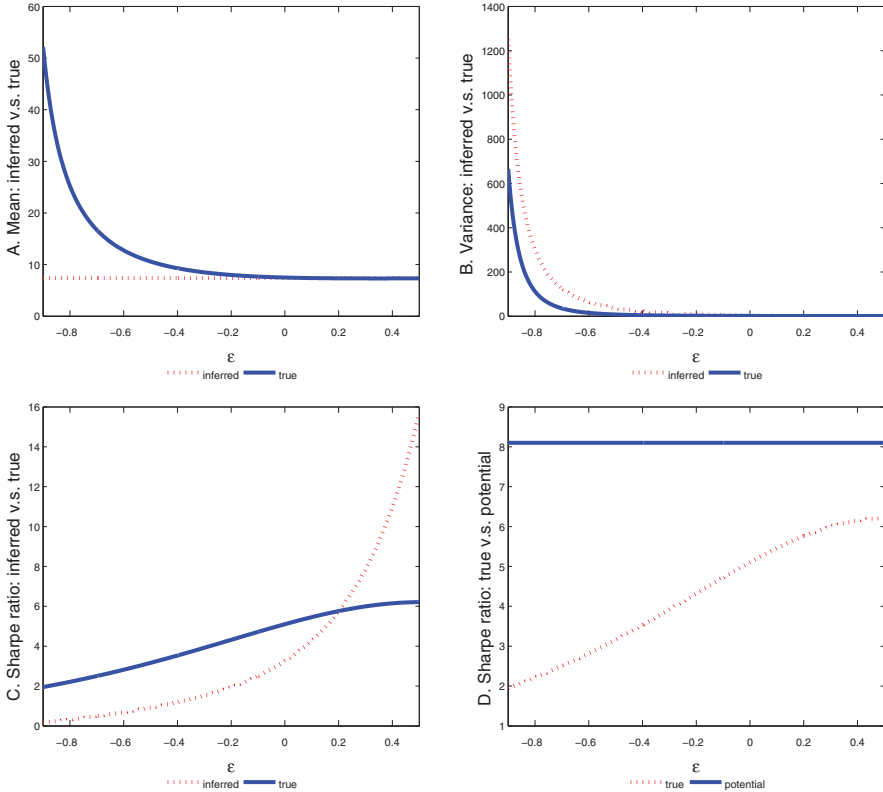 A. Mean: inferred v.s. true
60
50
40
30
20
10
0
−0.8 −0.6 −0.4 −0.2 0 0.2 0.4
ε
inferred true
B. Variance: inferred v.s. true
1400
1200
1000
800
600
400
200
0
−0.8 −0.6 −0.4 −0.2 0 0.2 0.4
ε
inferred true
C. Sharpe ratio: inferred v.s. true
16
14
12
10
8
6
4
2
0
−0.8 −0.6 −0.4 −0.2 0 0.2 0.4
ε
inferred true
D. Sharpe ratio: true v.s. potential
9
8
7
6
5
4
3
2
1
−0.8 −0.6 −0.4 −0.2 0 0.2 0.4
ε
true potential